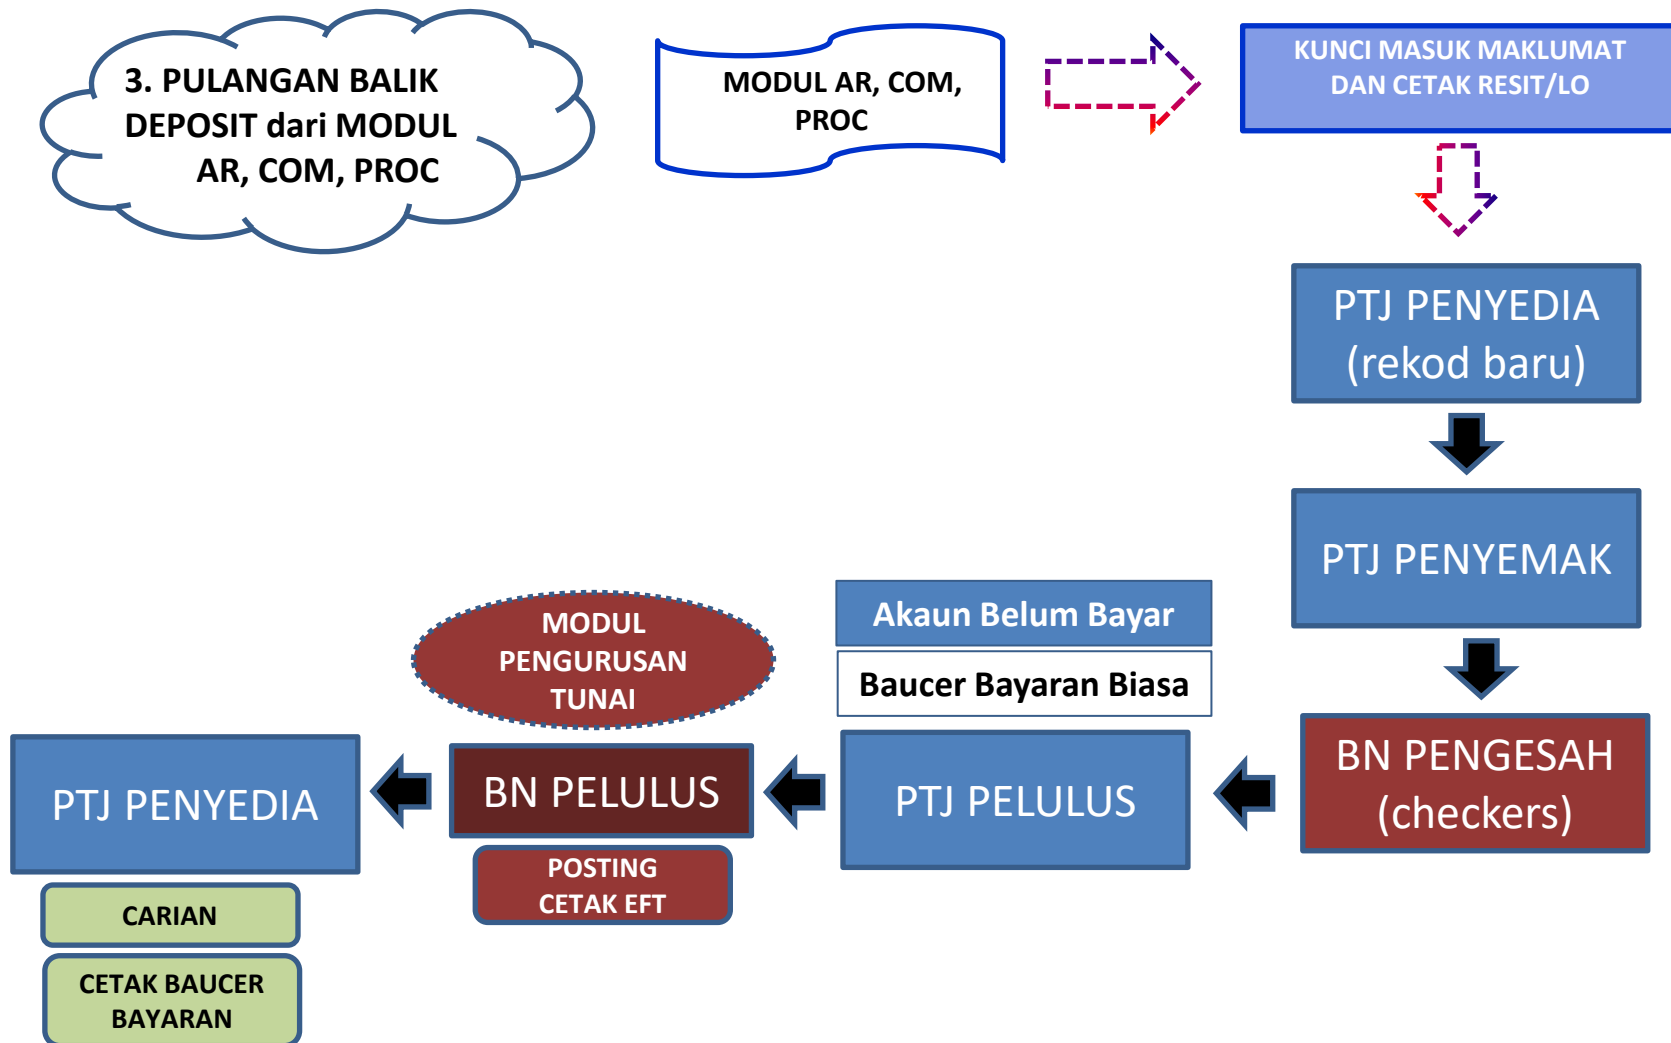 3. PULANGAN BALIK
DEPOSIT dari MODUL
AR, COM, PROC
MODUL AR, COM,
PROC
KUNCI MASUK MAKLUMAT
DAN CETAK RESIT/LO
PTJ PENYEDIA
(rekod baru)
PTJ PENYEMAK
BN PENGESAH
(checkers)
Akaun Belum Bayar
Baucer Bayaran Biasa
PTJ PELULUS
MODUL
PENGURUSAN
TUNAI
BN PELULUS
POSTING
CETAK EFT
PTJ PENYEDIA
CARIAN
CETAK BAUCER
BAYARAN